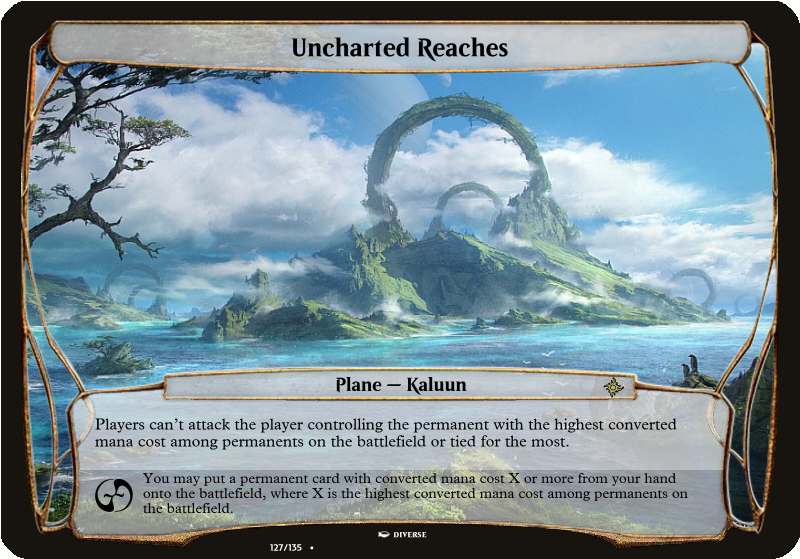 Uncharted Reaches
Plane — Kaluun
Players can't attack the player controlling the permanent with the highest converted
mana cost among permanents on the battlefield or tied for the most.
You may put a permanent card with converted mana cost X or more from your hand
onto the battlefield, where X is the highest converted mana cost among permanents on
the battlefield.
DIVERSE
127/135 •